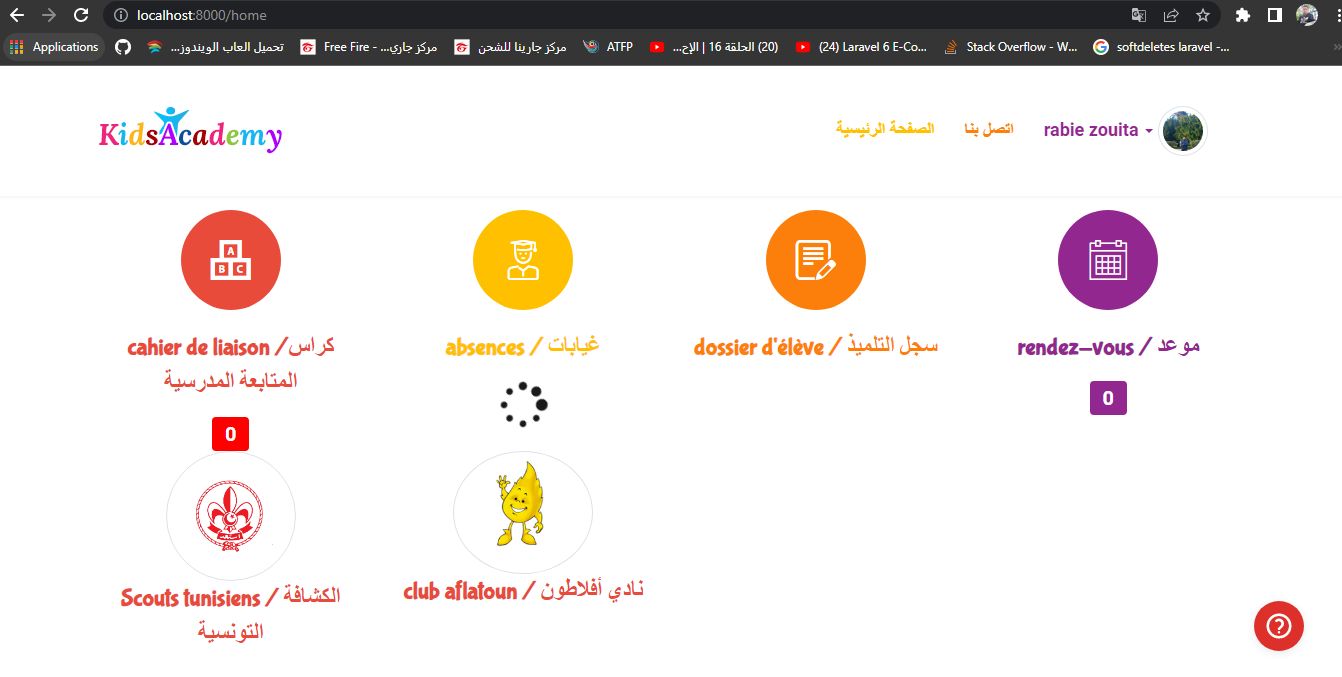 localhost:8000/home
Applications
تحميل العاب الويندوز...
Free Fire - مركز جاري...
مركز جارينا للشحن
ATFP
(20) الحلقة 16 | الإح...
(24) Laravel 6 E-Co...
Stack Overflow - W...
softdeletes laravel -...
KidsAcademy
الصفحة الرئيسية
اتصل بنا
rabie zouita
A
B C
cahier de liaison /كراس
المتابعة المدرسية
0
absences / غيابات
dossier d'élève / سجل التلميذ
rendez-vous / موعد
0
Scouts tunisiens / الكشافة
التونسية
club aflatoun / نادي أفلاطون